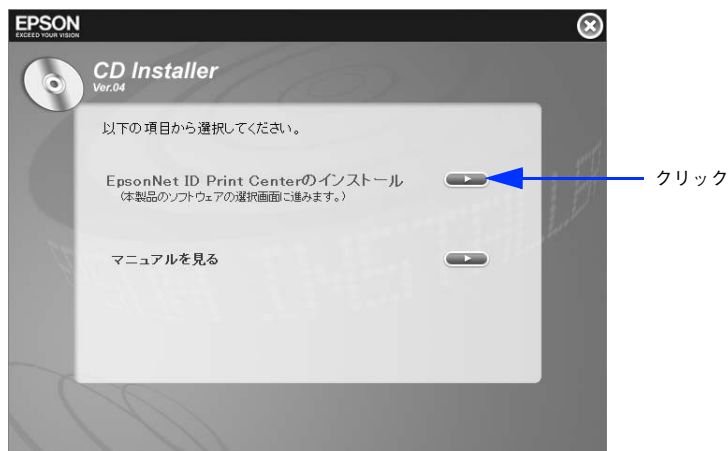 EPSON
EXCEED YOUR VISION
CD Installer
Ver.04
以下の項目から選択してください。
EpsonNet ID Print Centerのインストール
クリック
（本製品のソフトウェアの選択画面に進みます。）
マニュアルを見る